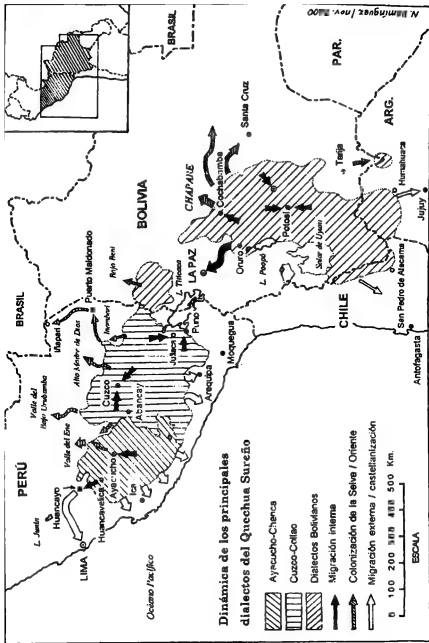 N. Domínguez / nov.
BRASIL
BRASIL
PERÚ
BOLIVIA
PAR.
ARG.
CHILE
L. Junín
Huancayo
LIMA
Huancavelica
Ayacucho
Ica
Valle del Ene
Valle del
Bajo Urubamba
Alto Madre de Dios
Iñapari
Puerto Maldonado
Cuzco
Abancay
Juliaca
Puno
L. Titicaca
Arequipa
Moquegua
LA PAZ
CHAPARE
Cochabamba
Santa Cruz
Oruro
L. Poopó
Potosí
Salar de Uyuni
Tarija
Humahuaca
Jujuy
San Pedro de Atacama
Antofagasta
Océano Pacífico
Dinámica de los principales
dialectos del Quechua Sureño
Ayacucho-Chanca
Cuzco-Collao
Dialectos Bolivianos
Migración interna
Colonización de la Selva / Oriente
Migración externa / castellanización
0 100 200 300 400 500 Km.
ESCALA